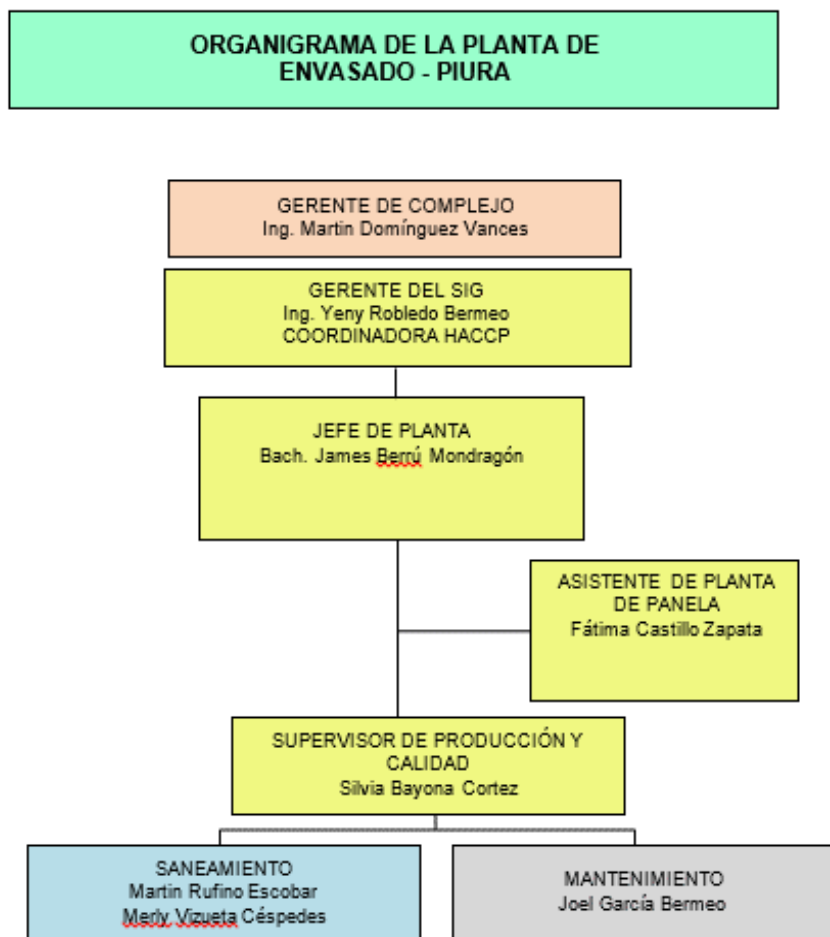 ORGANIGRAMA DE LA PLANTA DE
ENVASADO - PIURA
GERENTE DE COMPLEJO
Ing. Martin Domínguez Vances
GERENTE DEL SIG
Ing. Yeny Robledo Bermeo
COORDINADORA HACCP
JEFE DE PLANTA
Bach. James Berrú Mondragón
ASISTENTE DE PLANTA
DE PANELA
Fátima Castillo Zapata
SUPERVISOR DE PRODUCCIÓN Y
CALIDAD
Silvia Bayona Cortez
SANEAMIENTO
Martin Rufino Escobar
Merly Vizueta Céspedes
MANTENIMIENTO
Joel García Bermeo